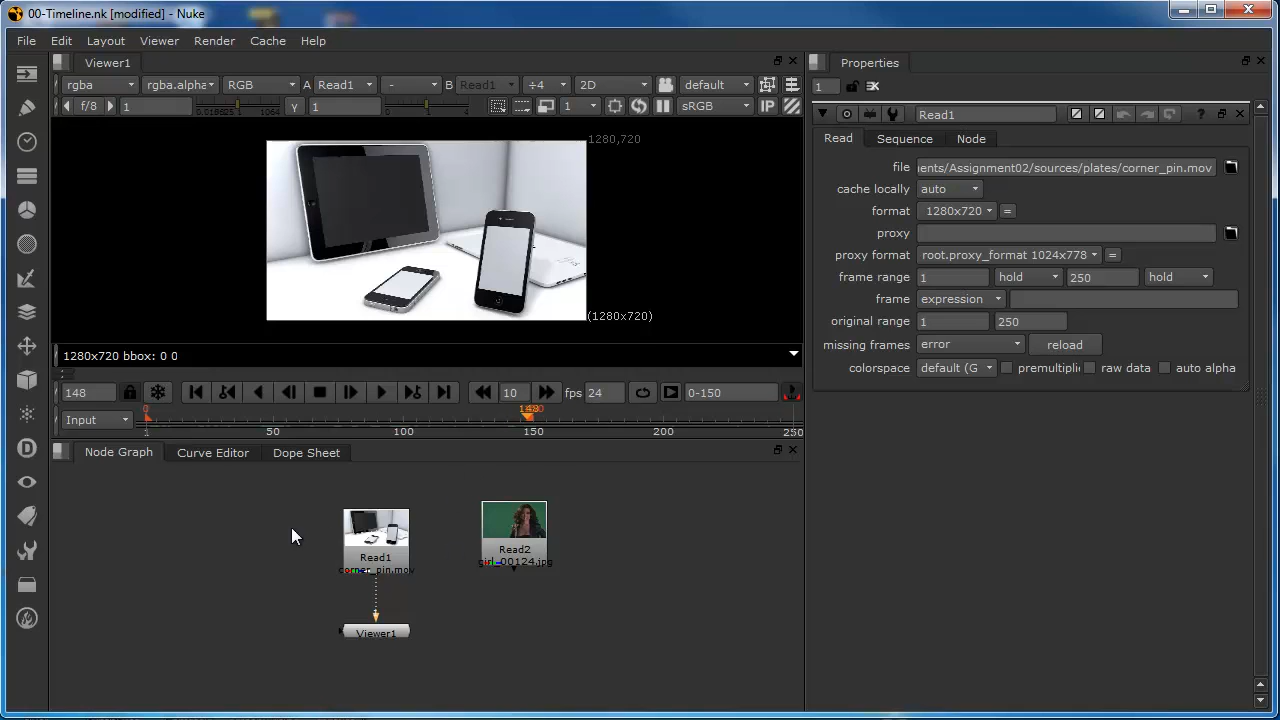 00-Timeline.nk [modified] - Nuke
File Edit Layout Viewer Render Cache Help
Viewer1
rgba rgba.alpha RGB A Read1 - B Read1 ÷4 2D default
f/8 1 γ 1 1 sRGB IP
1280,720
(1280x720)
1280x720 bbox: 0 0
148 10 fps 24 0-150
Input
0
1 50 100 150 200 250
Node Graph Curve Editor Dope Sheet
Read1
corner_pin.mov
Read2
girl_00124.jpg
Viewer1
Properties
1
Read1 ?
Read Sequence Node
file ents/Assignment02/sources/plates/corner_pin.mov
cache locally auto
format 1280x720 =
proxy
proxy format root.proxy_format 1024x778 =
frame range 1 hold 250 hold
frame expression
original range 1 250
missing frames error reload
colorspace default (G premultipli raw data auto alpha